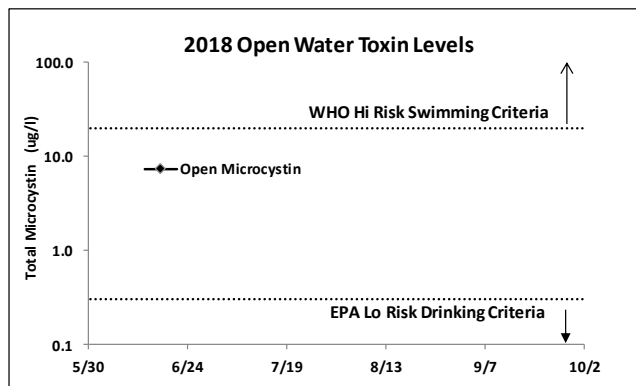 2018 Open Water Toxin Levels
100.0
WHO Hi Risk Swimming Criteria
10.0
Open Microcystin
Total Microcystin (ug/l)
1.0
EPA Lo Risk Drinking Criteria
0.1
5/30 6/24 7/19 8/13 9/7 10/2